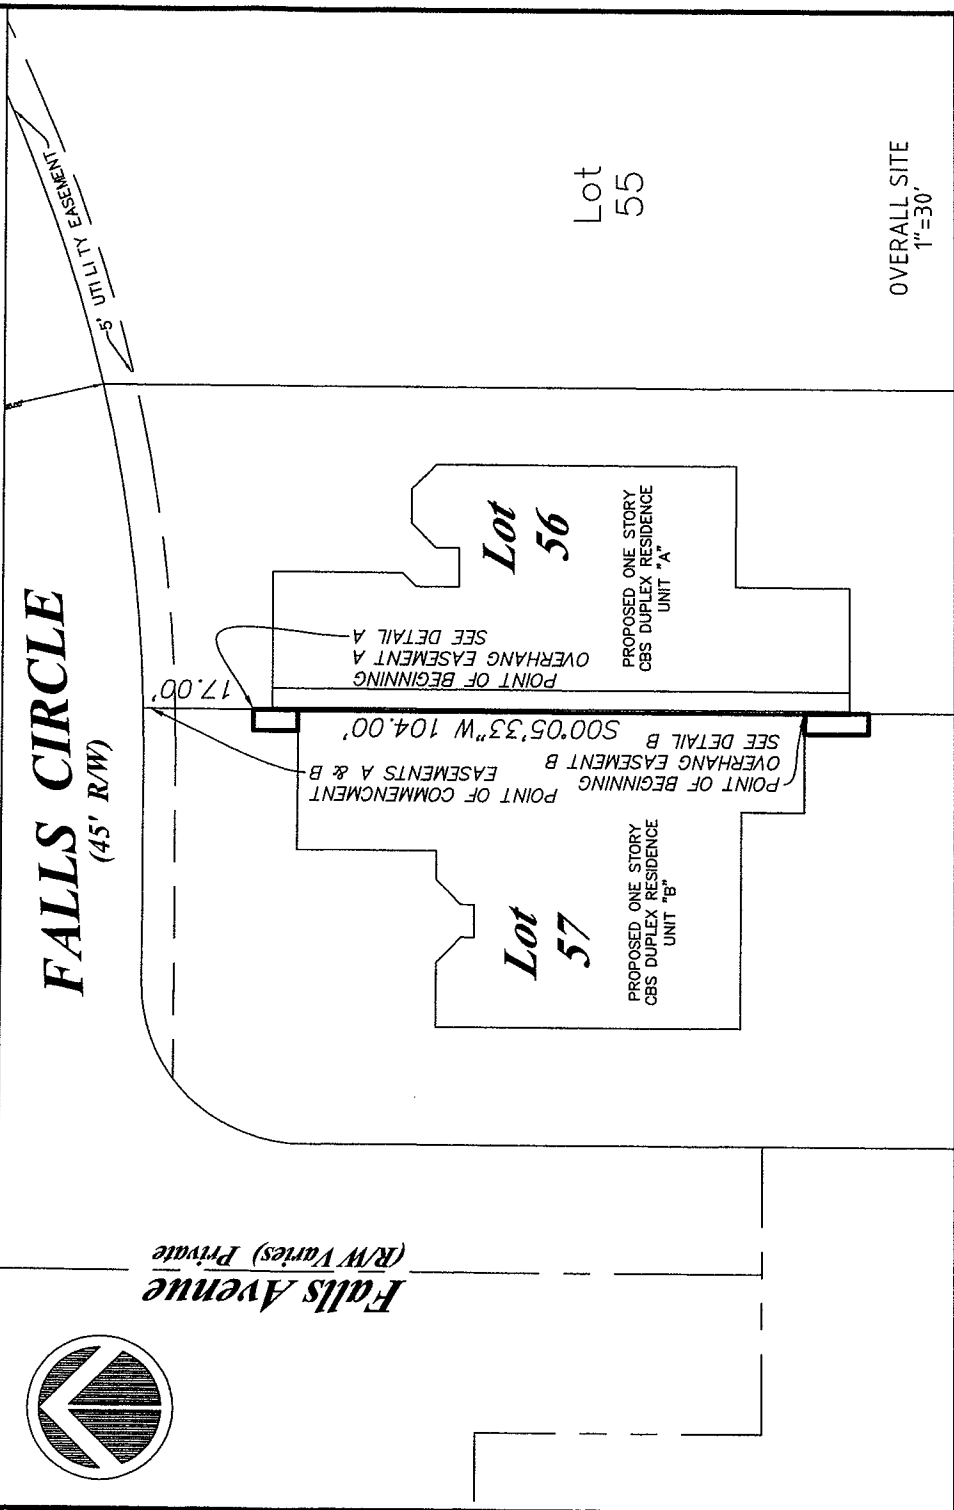 FALLS CIRCLE
(45' R/W)
5' UTILITY EASEMENT
Lot
55
OVERALL SITE
1"=30'
Lot
56
PROPOSED ONE STORY
CBS DUPLEX RESIDENCE
UNIT "A"
17.00'
POINT OF BEGINNING
OVERHANG EASEMENT A
SEE DETAIL A
S00°05'33"W 104.00'
POINT OF COMMENCMENT
EASEMENTS A & B
POINT OF BEGINNING
OVERHANG EASEMENT B
SEE DETAIL B
Lot
57
PROPOSED ONE STORY
CBS DUPLEX RESIDENCE
UNIT "B"
Falls Avenue
(R/W Varies) Private